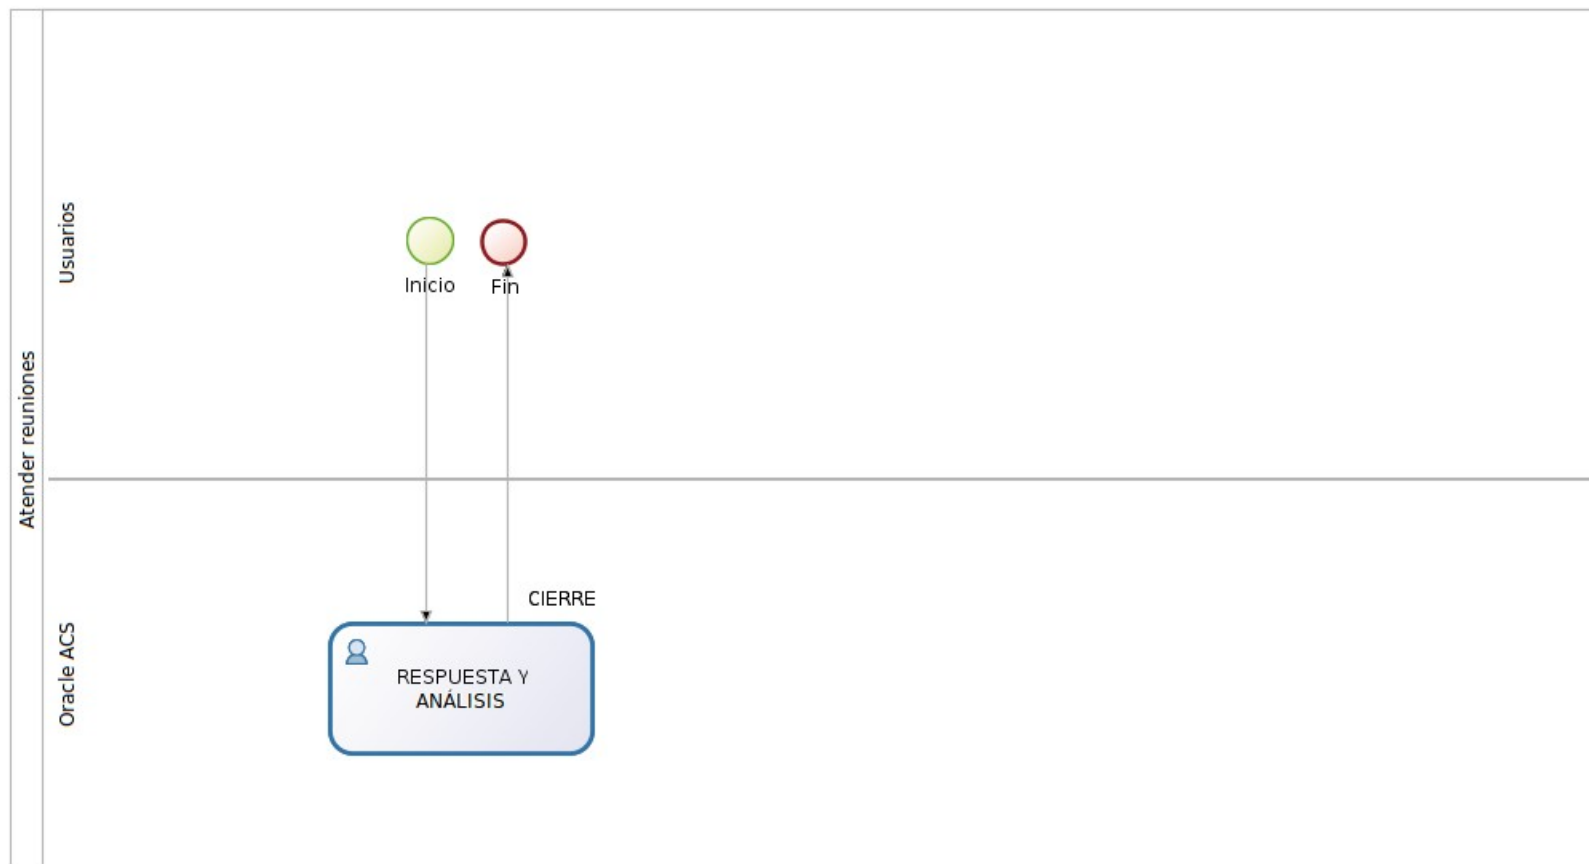 Atender reuniones
Usuarios
Inicio
Fin
Oracle ACS
CIERRE
RESPUESTA Y
ANÁLISIS